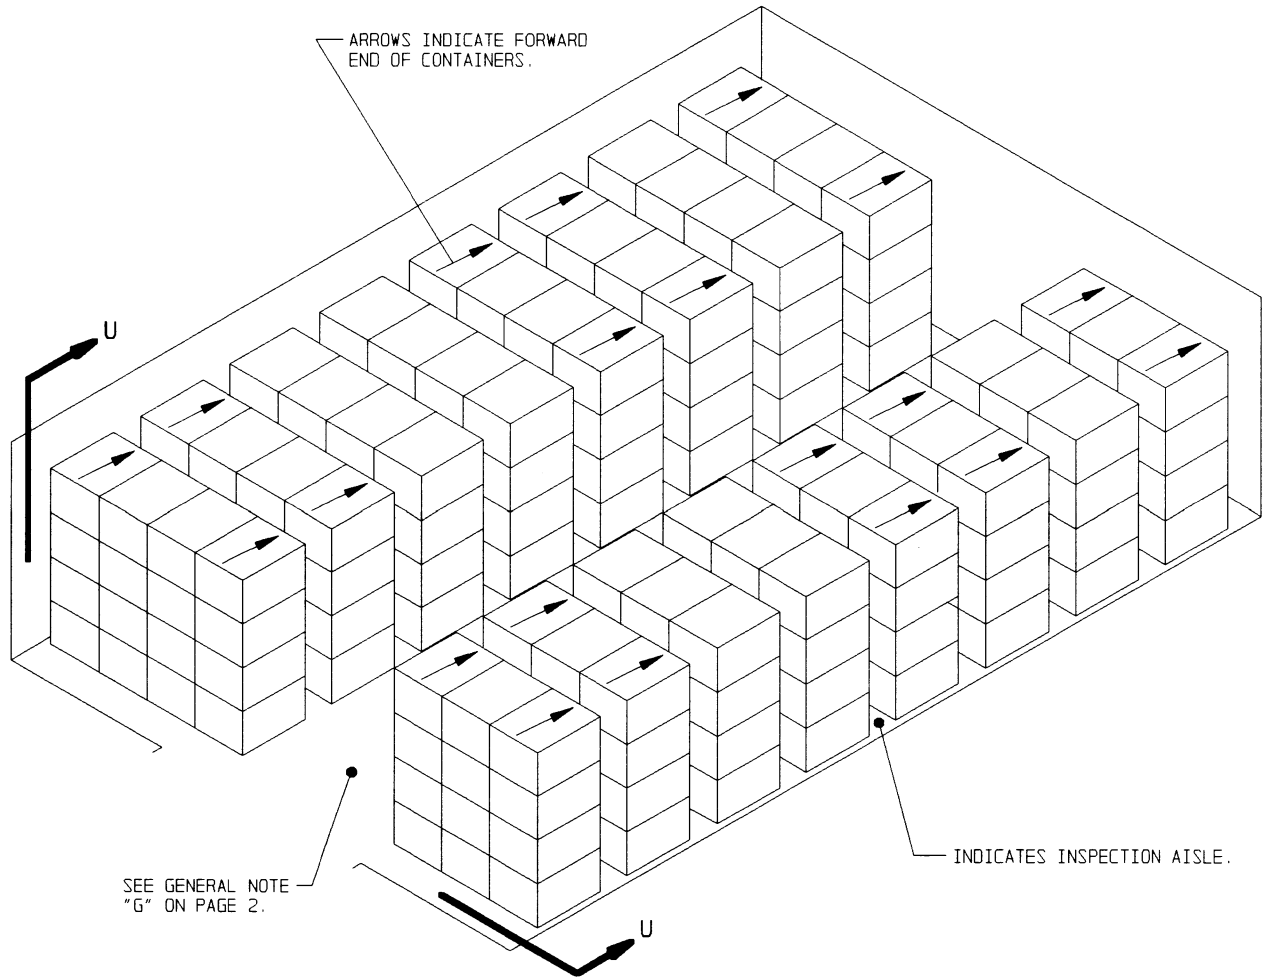 ARROWS INDICATE FORWARD
END OF CONTAINERS.
U
INDICATES INSPECTION AISLE.
SEE GENERAL NOTE
"G" ON PAGE 2.
U